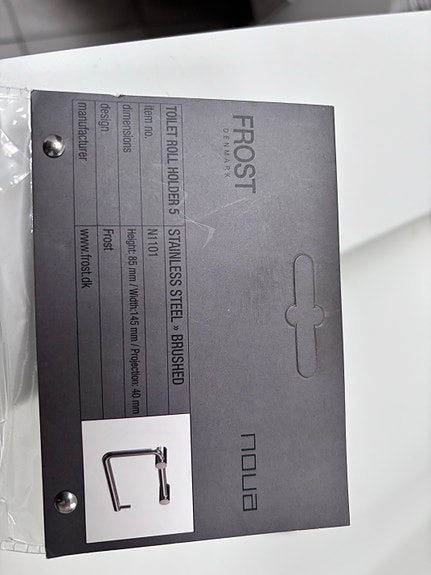 FROST
DENMARK
nova
TOILET ROLL HOLDER 5 STAINLESS STEEL » BRUSHED
item no. N1101
dimensions Height: 85 mm / Width:145 mm / Projection: 40 mm
design Frost
manufacturer www.frost.dk